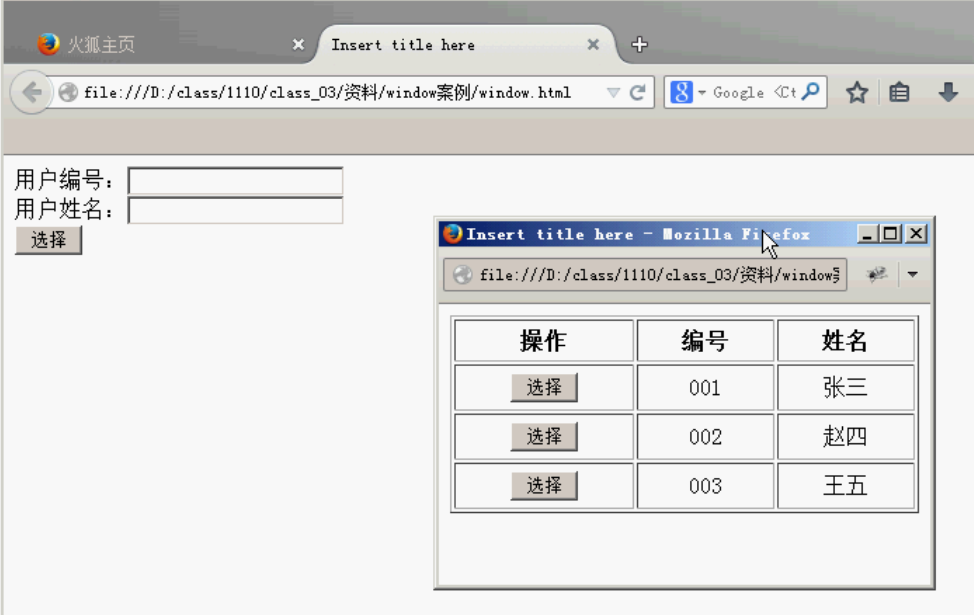 火狐主页
Insert title here
file:///D:/class/1110/class_03/资料/window案例/window.html
8 Google <Ct
用户编号：
用户姓名：
选择
Insert title here - Mozilla Firefox
file:///D:/class/1110/class_03/资料/window
操作 编号 姓名
选择 001 张三
选择 002 赵四
选择 003 王五